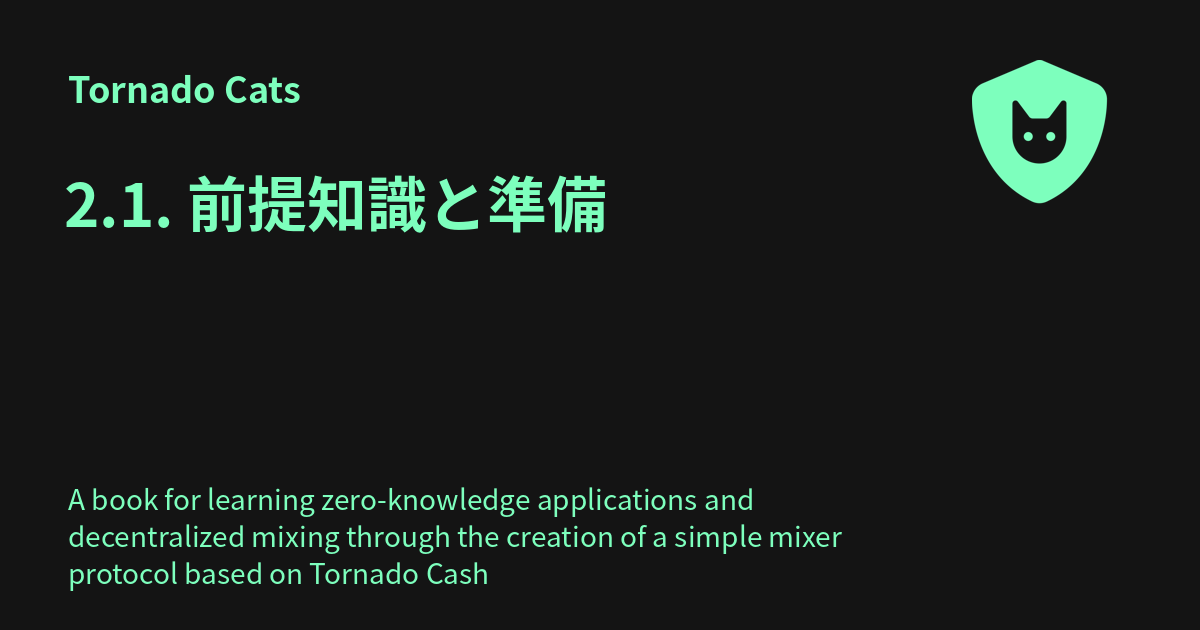 Tornado Cats
2.1. 前提知識と準備
A book for learning zero-knowledge applications and
decentralized mixing through the creation of a simple mixer
protocol based on Tornado Cash